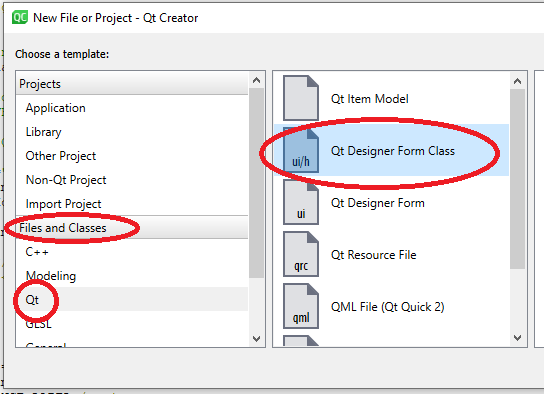 QC New File or Project - Qt Creator
Choose a template:
Projects
Application
Library
Other Project
Non-Qt Project
Import Project
Files and Classes
C++
Modeling
Qt
GLSL
General
Qt Item Model
ui/h Qt Designer Form Class
ui Qt Designer Form
qrc Qt Resource File
qml QML File (Qt Quick 2)